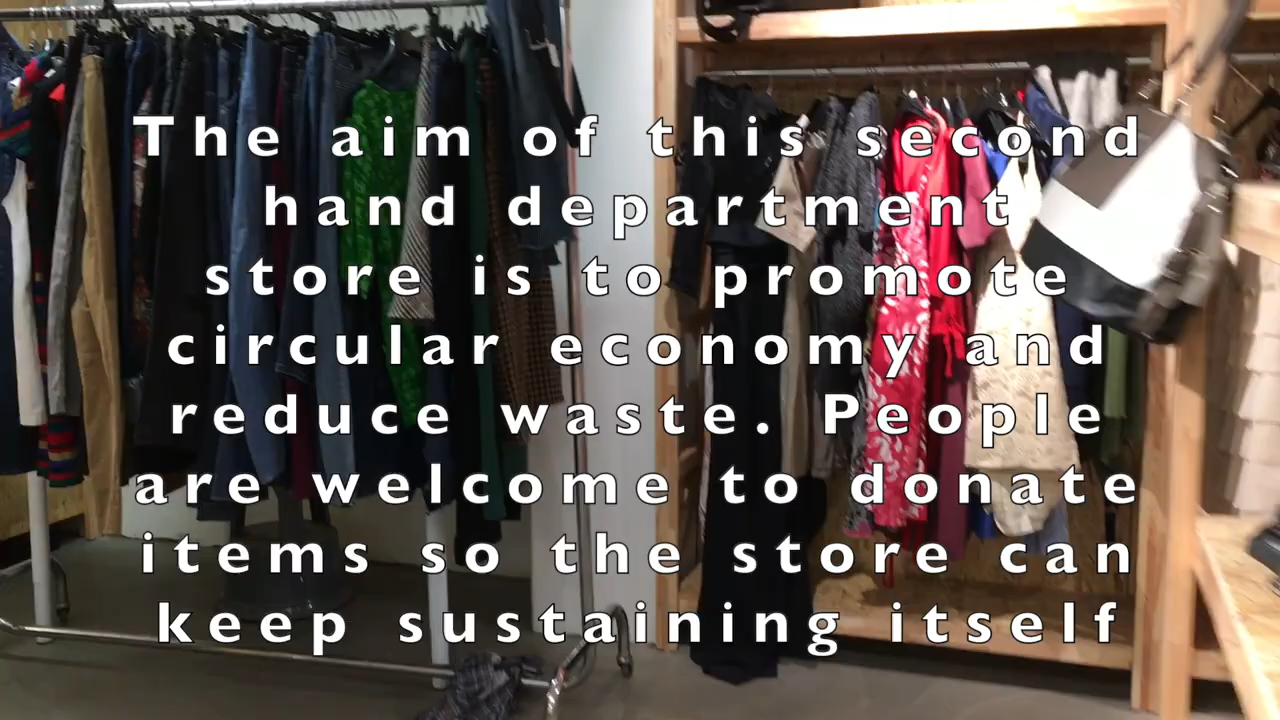 The aim of this second
hand department
store is to promote
circular economy and
reduce waste. People
are welcome to donate
items so the store can
keep sustaining itself